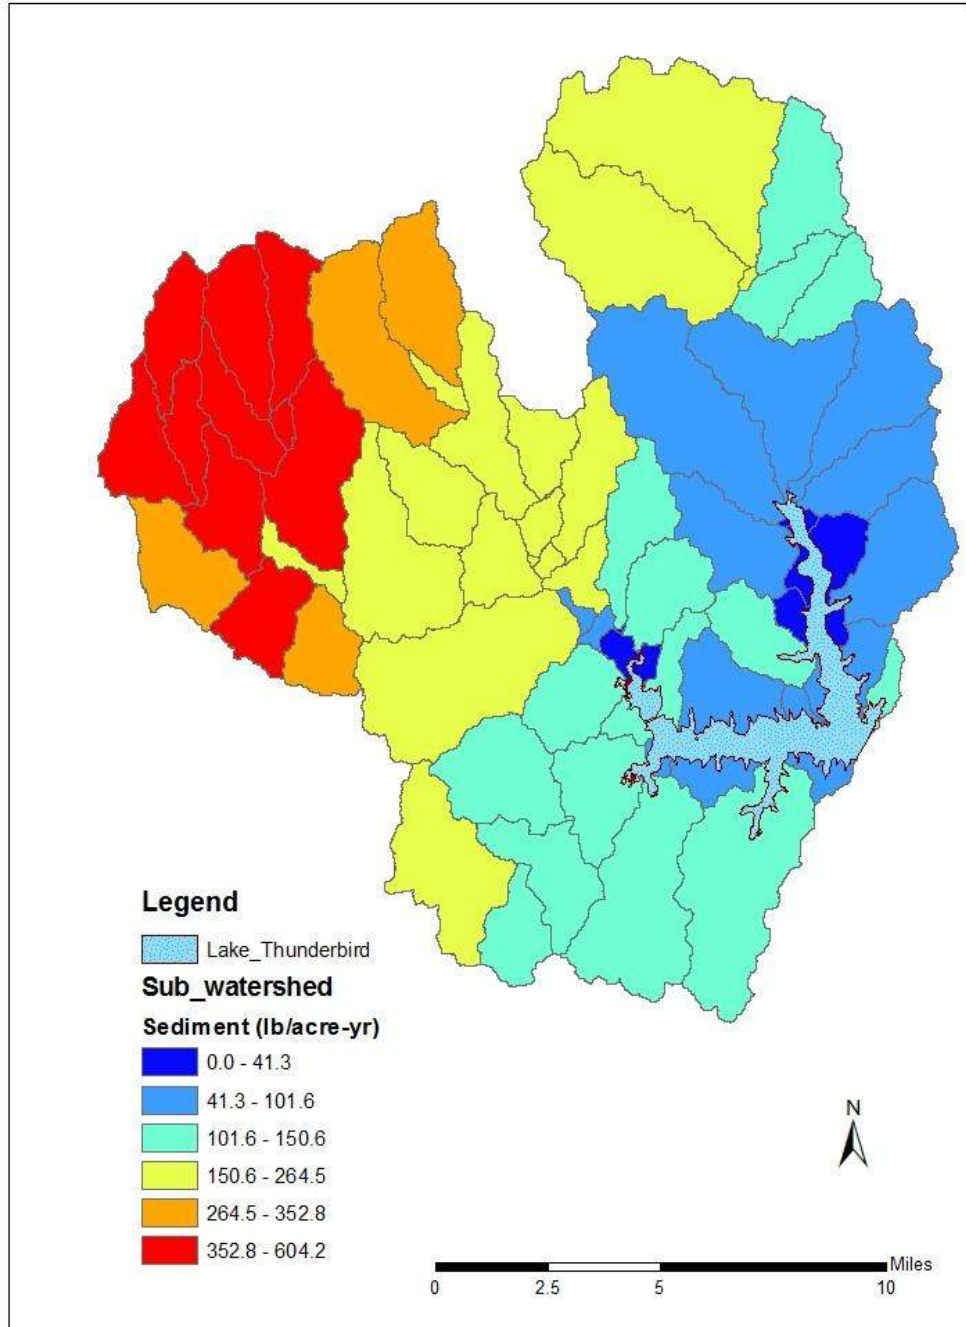 Legend
Lake_Thunderbird
Sub_watershed
Sediment (lb/acre-yr)
0.0 - 41.3
41.3 - 101.6
101.6 - 150.6
150.6 - 264.5
264.5 - 352.8
352.8 - 604.2
N
Miles
0 2.5 5 10